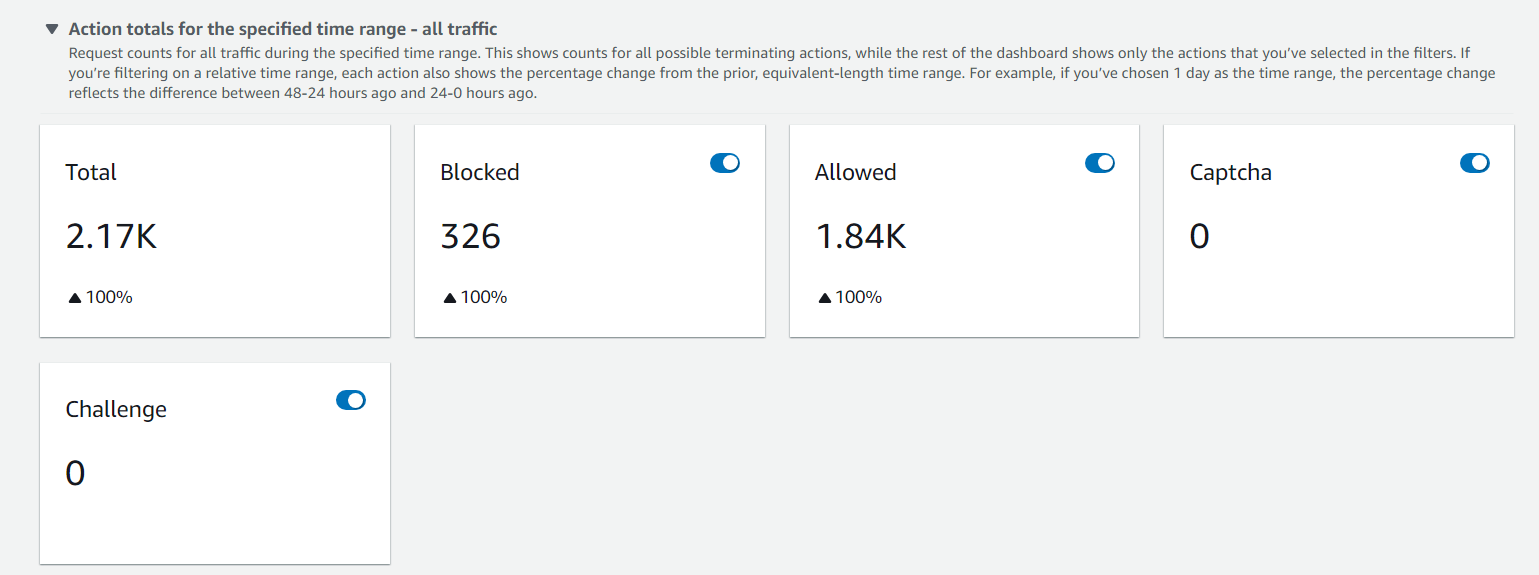 Action totals for the specified time range - all traffic
Request counts for all traffic during the specified time range. This shows counts for all possible terminating actions, while the rest of the dashboard shows only the actions that you've selected in the filters. If
you're filtering on a relative time range, each action also shows the percentage change from the prior, equivalent-length time range. For example, if you've chosen 1 day as the time range, the percentage change
reflects the difference between 48-24 hours ago and 24-0 hours ago.
Total
2.17K
100%
Blocked
326
100%
Allowed
1.84K
100%
Captcha
0
Challenge
0